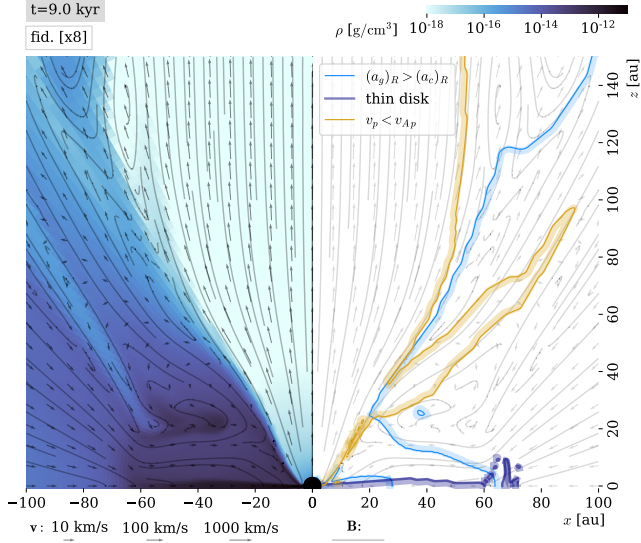 t=9.0 kyr
fid. [x8]
ρ [g/cm³]
10⁻¹⁸ 10⁻¹⁶ 10⁻¹⁴ 10⁻¹²
(a_g)_R > (a_c)_R
thin disk
v_p < v_Ap
z [au]
140
120
100
80
60
40
20
0
−100 −80 −60 −40 −20 0 20 40 60 80 100
x [au]
v: 10 km/s 100 km/s 1000 km/s B: